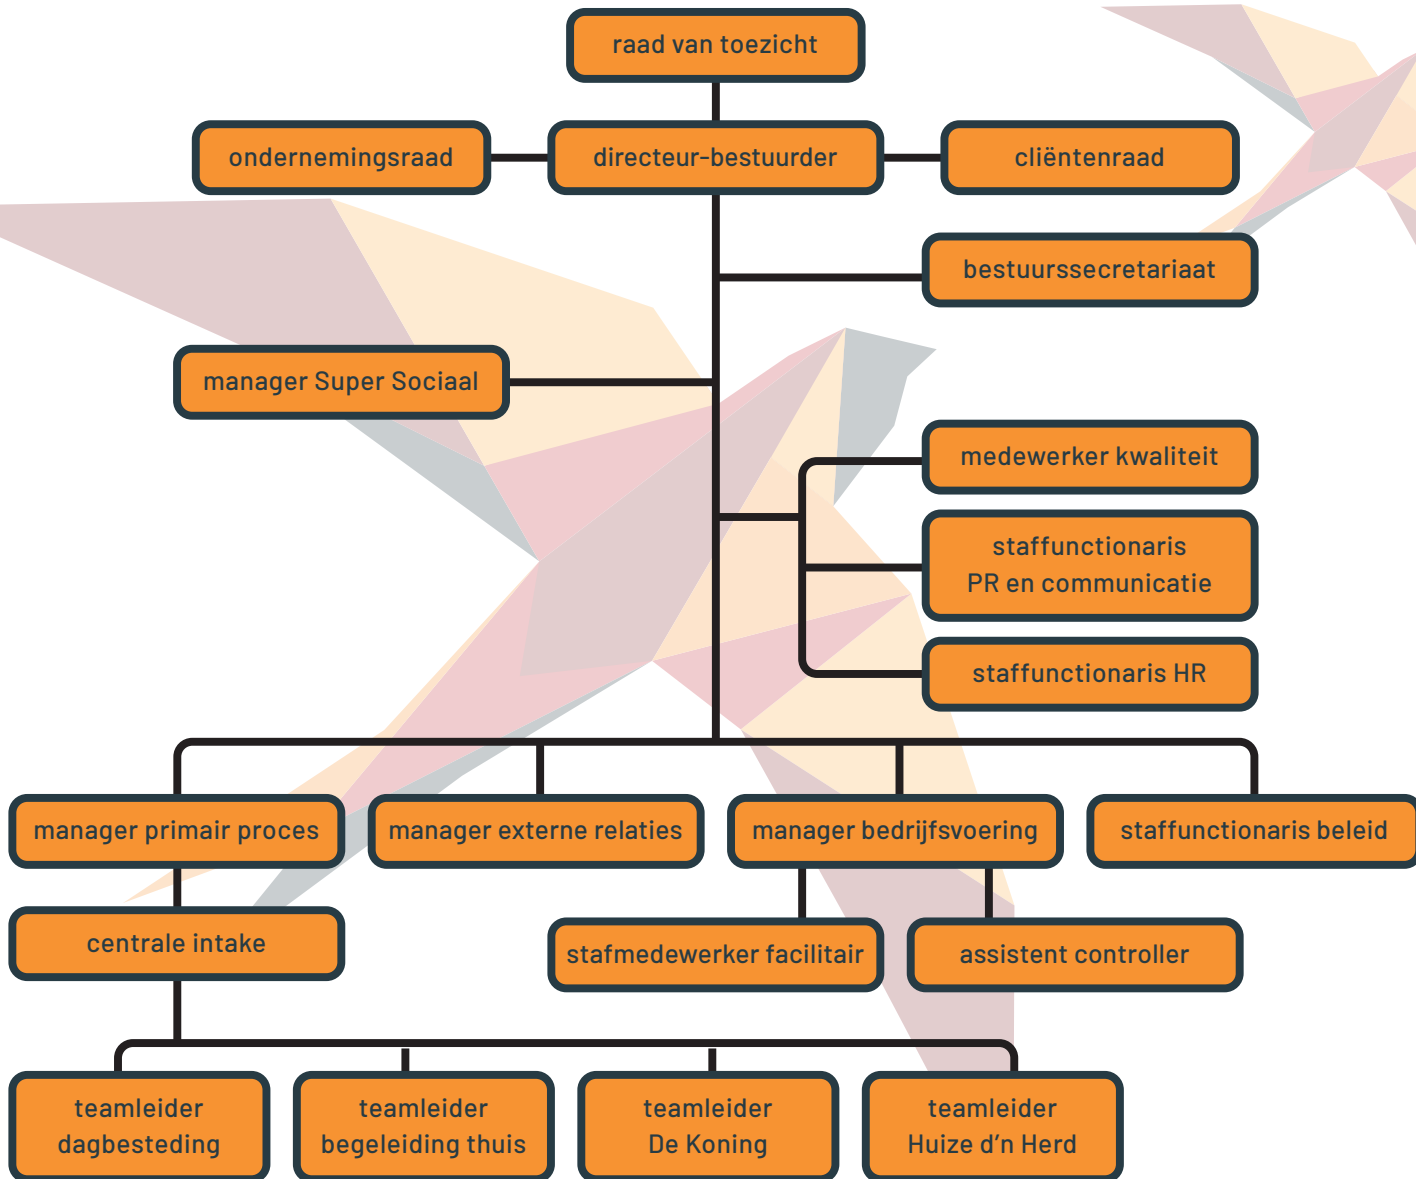 raad van toezicht
ondernemingsraad
directeur-bestuurder
cliëntenraad
bestuurssecretariaat
manager Super Sociaal
medewerker kwaliteit
staffunctionaris
PR en communicatie
staffunctionaris HR
manager primair proces
manager externe relaties
manager bedrijfsvoering
staffunctionaris beleid
centrale intake
stafmedewerker facilitair
assistent controller
teamleider
dagbesteding
teamleider
begeleiding thuis
teamleider
De Koning
teamleider
Huize d’n Herd